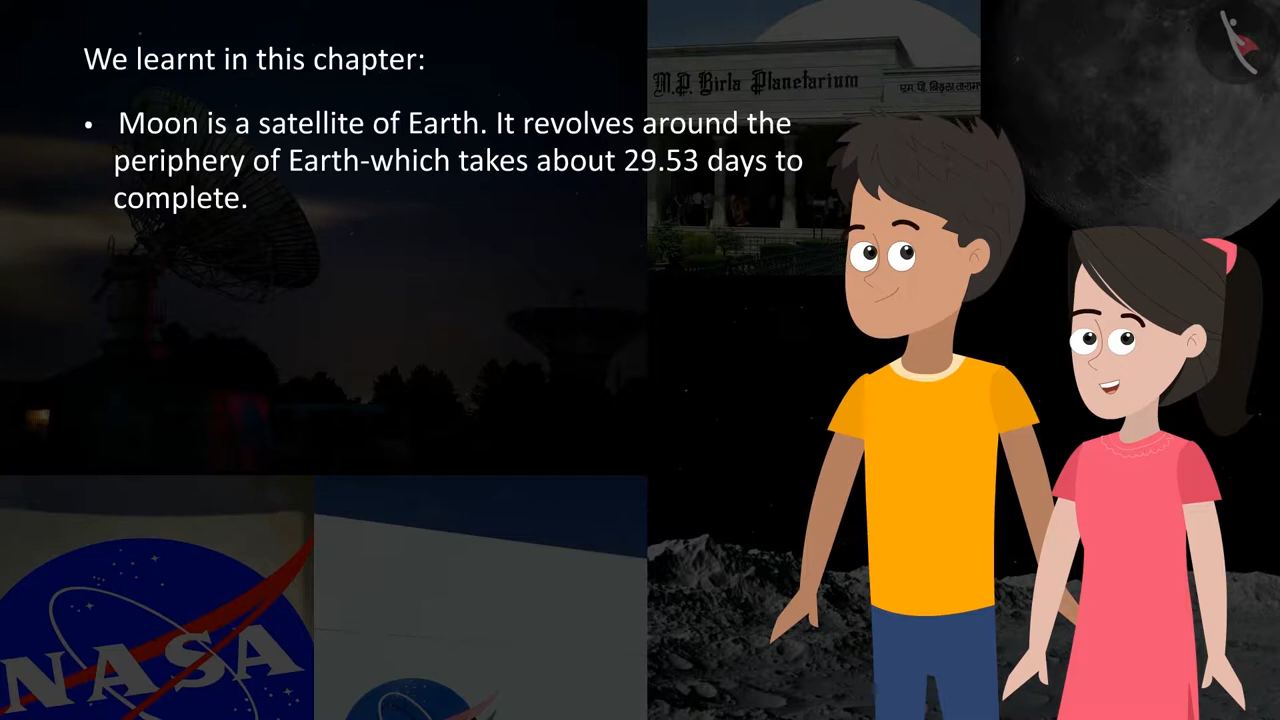 We learnt in this chapter:
• Moon is a satellite of Earth. It revolves around the
periphery of Earth-which takes about 29.53 days to
complete.
M.P. Birla Planetarium
एम.पी. बिड़ला
NASA